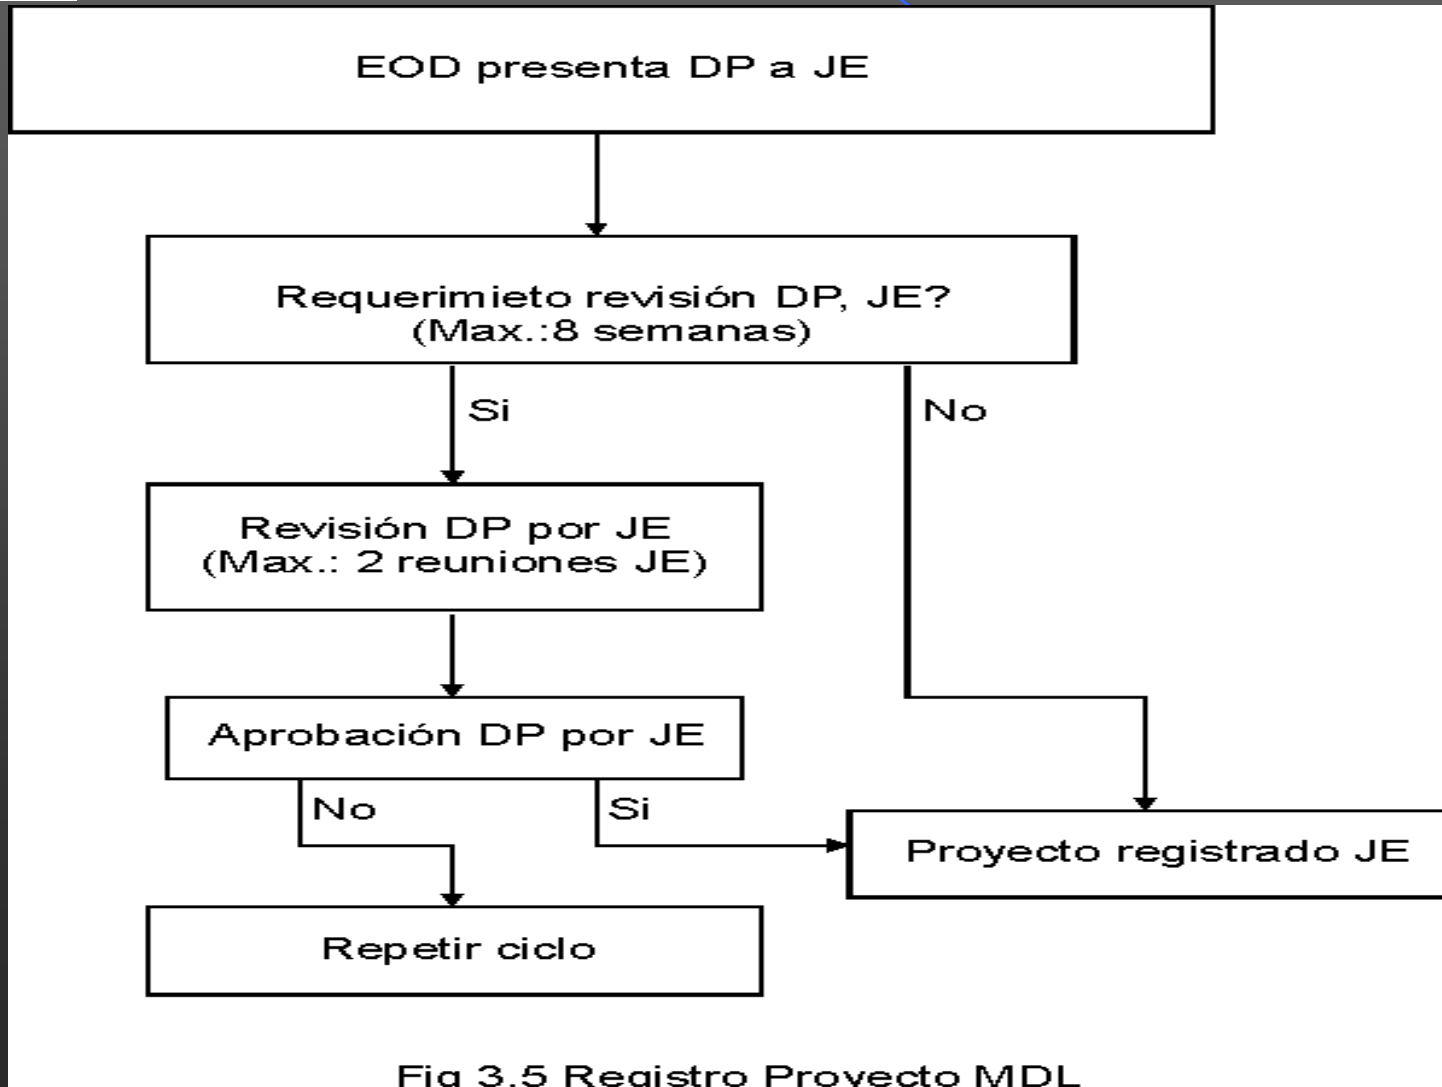 EOD presenta DP a JE
Requerimieto revisión DP, JE?
(Max.:8 semanas)
Si
No
Revisión DP por JE
(Max.: 2 reuniones JE)
Aprobación DP por JE
No
Si
Proyecto registrado JE
Repetir ciclo
Fig 3.5 Registro Proyecto MDL